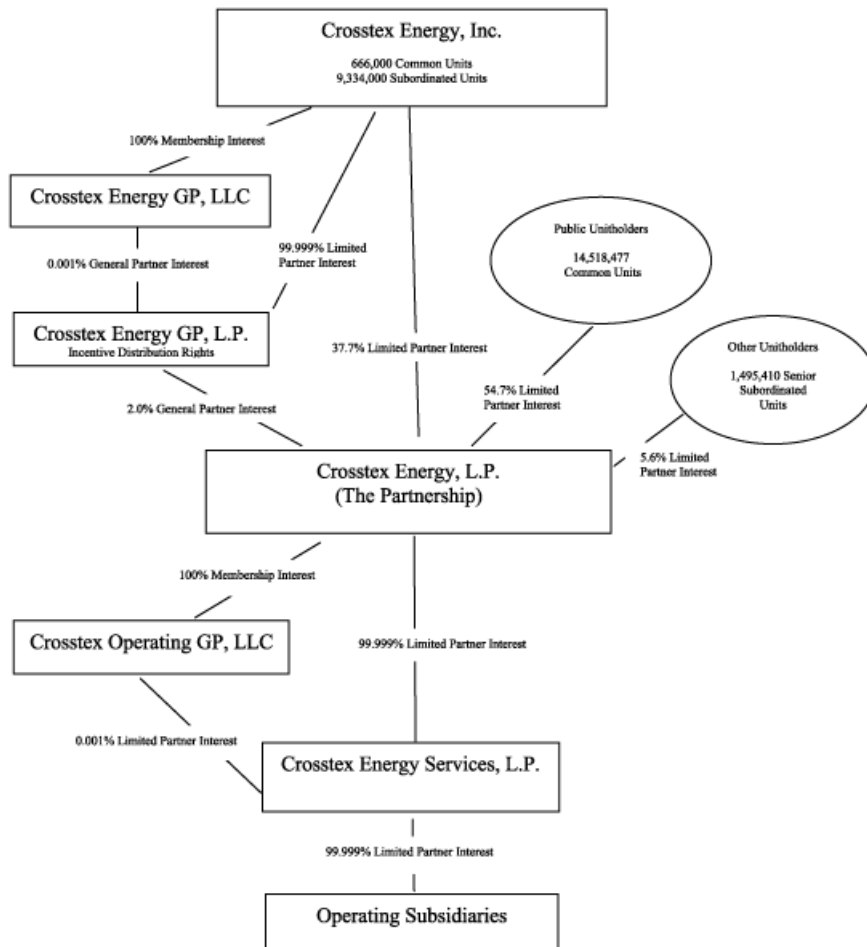 Crosstex Energy, Inc.
666,000 Common Units
9,334,000 Subordinated Units
100% Membership Interest
Crosstex Energy GP, LLC
99.999% Limited
Partner Interest
0.001% General Partner Interest
Public Unitholders
14,518,477
Common Units
Crosstex Energy GP, L.P.
Incentive Distribution Rights
37.7% Limited Partner Interest
Other Unitholders
1,495,410 Senior
Subordinated
Units
2.0% General Partner Interest
54.7% Limited
Partner Interest
5.6% Limited
Partner Interest
Crosstex Energy, L.P.
(The Partnership)
100% Membership Interest
Crosstex Operating GP, LLC
99.999% Limited Partner Interest
0.001% Limited Partner Interest
Crosstex Energy Services, L.P.
99.999% Limited Partner Interest
Operating Subsidiaries